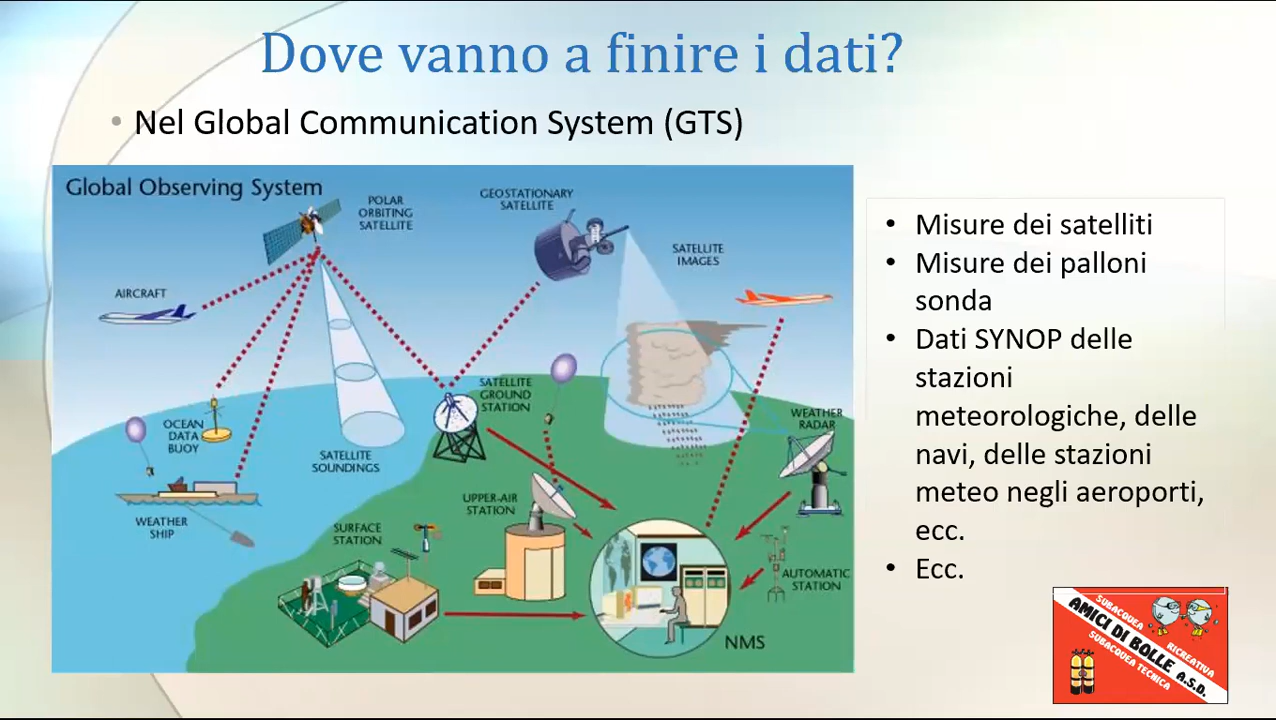 Dove vanno a finire i dati?
• Nel Global Communication System (GTS)
Global Observing System
POLAR
ORBITING
SATELLITE
GEOSTATIONARY
SATELLITE
SATELLITE
IMAGES
AIRCRAFT
OCEAN
DATA
BUOY
SATELLITE
SOUNDINGS
SATELLITE
GROUND
STATION
WEATHER
RADAR
WEATHER
SHIP
SURFACE
STATION
UPPER-AIR
STATION
AUTOMATIC
STATION
NMS
• Misure dei satelliti
• Misure dei palloni
sonda
• Dati SYNOP delle
stazioni
meteorologiche, delle
navi, delle stazioni
meteo negli aeroporti,
ecc.
• Ecc.
SUBACQUEA
RICREATIVA
AMICI DI BOLLE A.S.D.
SUBACQUEA TECNICA